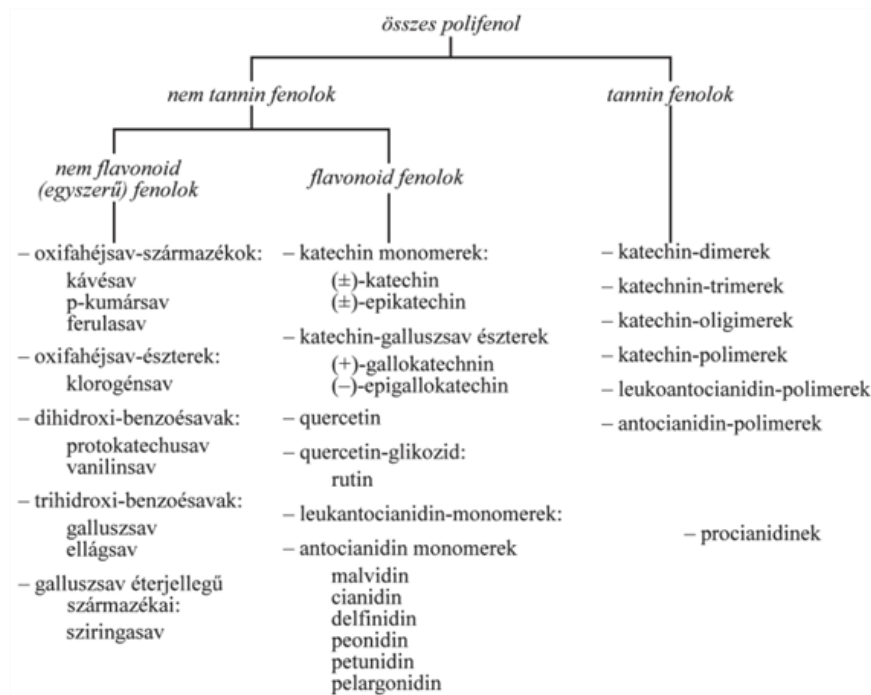 összes polifenol
nem tannin fenolok
tannin fenolok
nem flavonoid
(egyszerű) fenolok
flavonoid fenolok
– oxifahéjsav-származékok:
kávésav
p-kumársav
ferulasav
– oxifahéjsav-észterek:
klorogénsav
– dihidroxi-benzoésavak:
protokatechusav
vanilinsav
– trihidroxi-benzoésavak:
galluszsav
ellágsav
– galluszsav éterjellegű
származékai:
sziringasav
– katechin monomerek:
(±)-katechin
(±)-epikatechin
– katechin-galluszsav észterek
(+)-gallokatechnin
(–)-epigallokatechin
– quercetin
– quercetin-glikozid:
rutin
– leukantocianidin-monomerek:
– antocianidin monomerek
malvidin
cianidin
delfinidin
peonidin
petunidin
pelargonidin
– katechin-dimerek
– katechnin-trimerek
– katechin-oligimerek
– katechin-polimerek
– leukoantocianidin-polimerek
– antocianidin-polimerek
– procianidinek